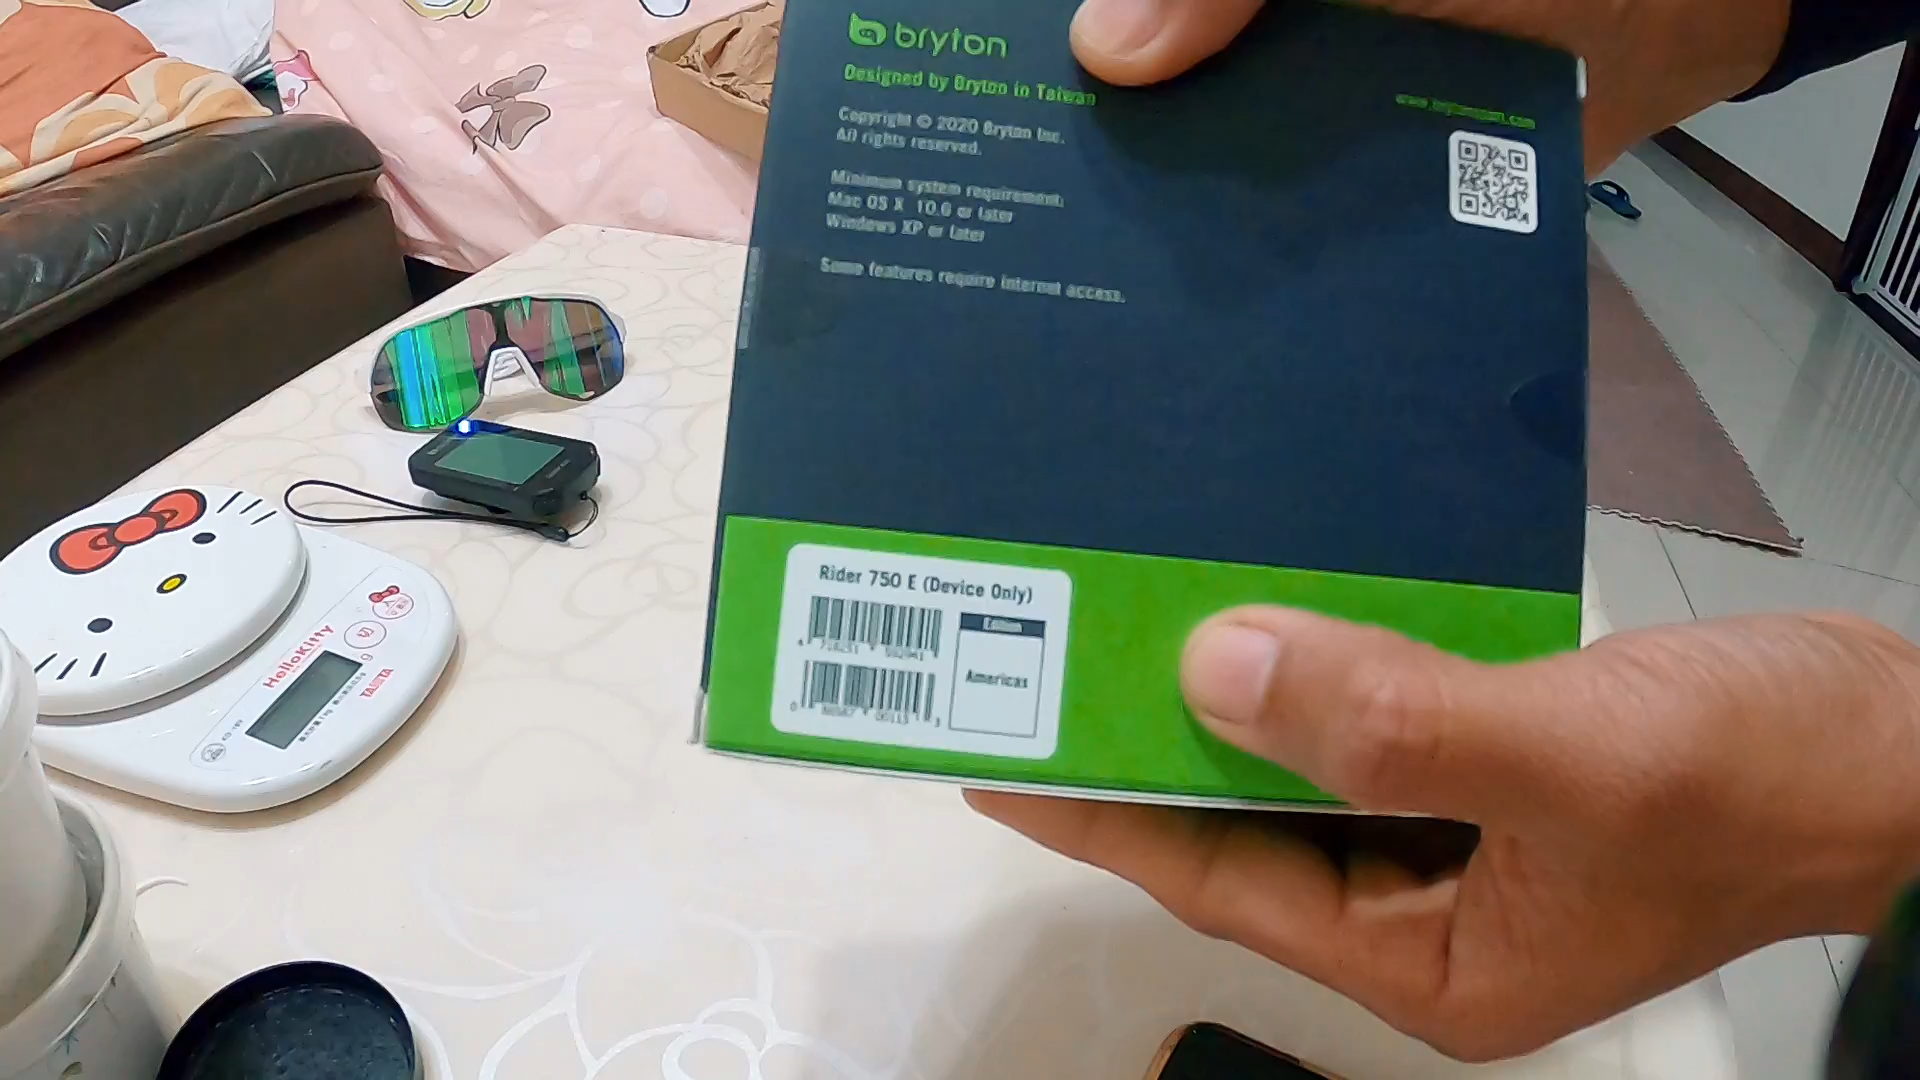 bryton
Designed by Bryton in Taiwan
Copyright © 2020 Bryton Inc.
All rights reserved.
Minimum system requirement:
Mac OS X 10.6 or later
Windows XP or later
Some features require internet access.
Rider 750 E (Device Only)
Edition
Americas
HelloKitty
TANITA